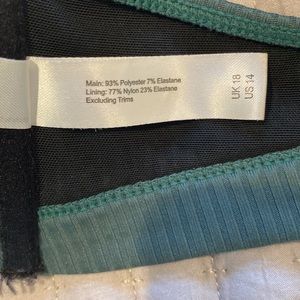 Main: 93% Polyester 7% Elastane
Lining: 77% Nylon 23% Elastane
Excluding Trims
UK 18
US 14